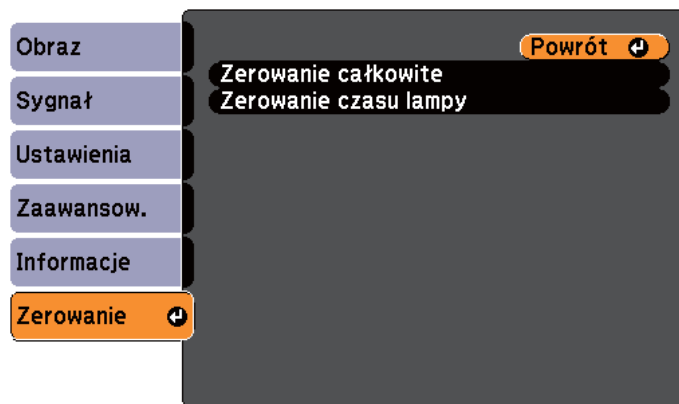 Obraz
Sygnał
Ustawienia
Zaawansow.
Informacje
Zerowanie
Powrót
Zerowanie całkowite
Zerowanie czasu lampy